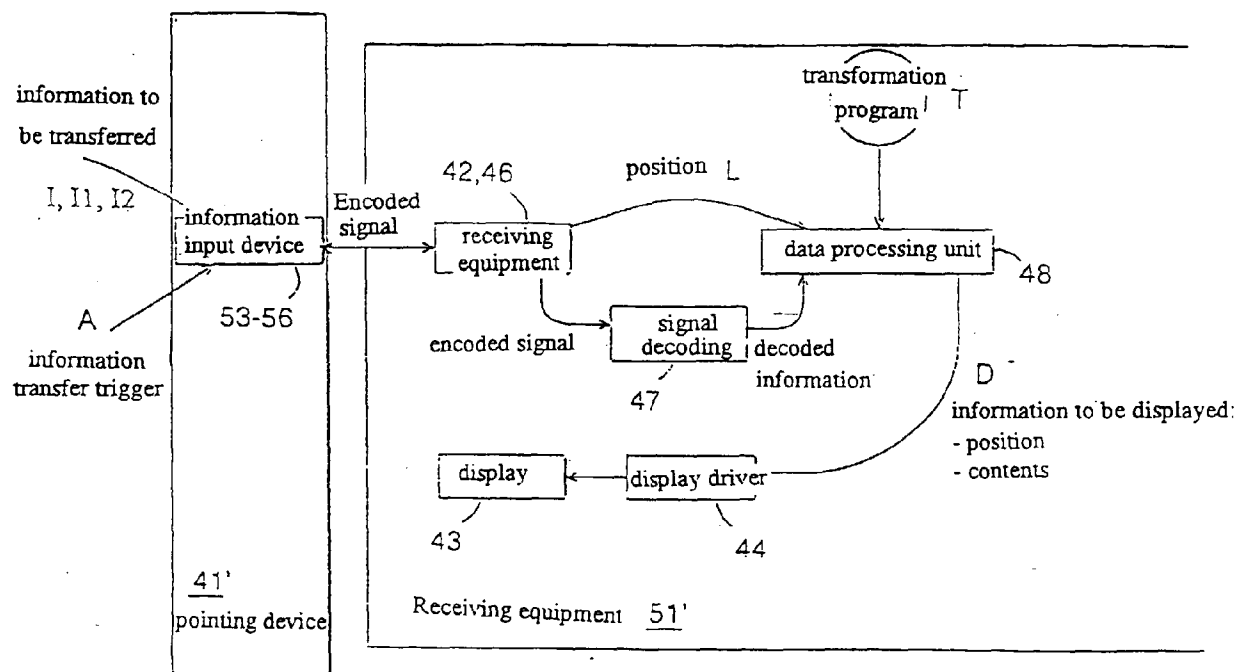 41'
information to
be transferred
I, I1, I2
information
input device
A
53-56
information
transfer trigger
41'
pointing device
Encoded
signal
42,46
receiving
equipment
position L
transformation
program T
data processing unit
48
encoded signal
signal
decoding
decoded
information
47
D
information to be displayed:
- position
- contents
display
display driver
43
44
Receiving equipment 51'